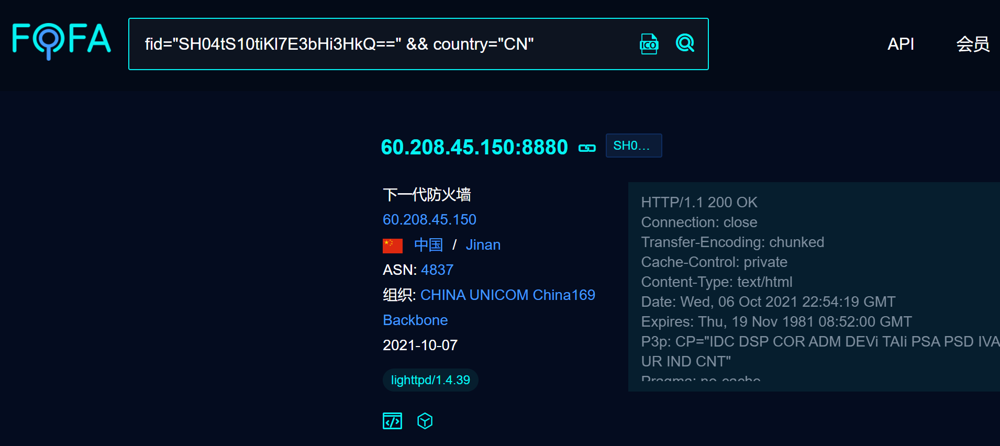 FOFA
fid="SH04tS10tiKl7E3bHi3HkQ==" && country="CN"
ICO
API
会员
60.208.45.150:8880
SH0...
下一代防火墙
60.208.45.150
中国 / Jinan
ASN: 4837
组织: CHINA UNICOM China169
Backbone
2021-10-07
lighttpd/1.4.39
HTTP/1.1 200 OK
Connection: close
Transfer-Encoding: chunked
Cache-Control: private
Content-Type: text/html
Date: Wed, 06 Oct 2021 22:54:19 GMT
Expires: Thu, 19 Nov 1981 08:52:00 GMT
P3p: CP="IDC DSP COR ADM DEVi TAIi PSA PSD IVA
UR IND CNT"
Pragma: no-cache